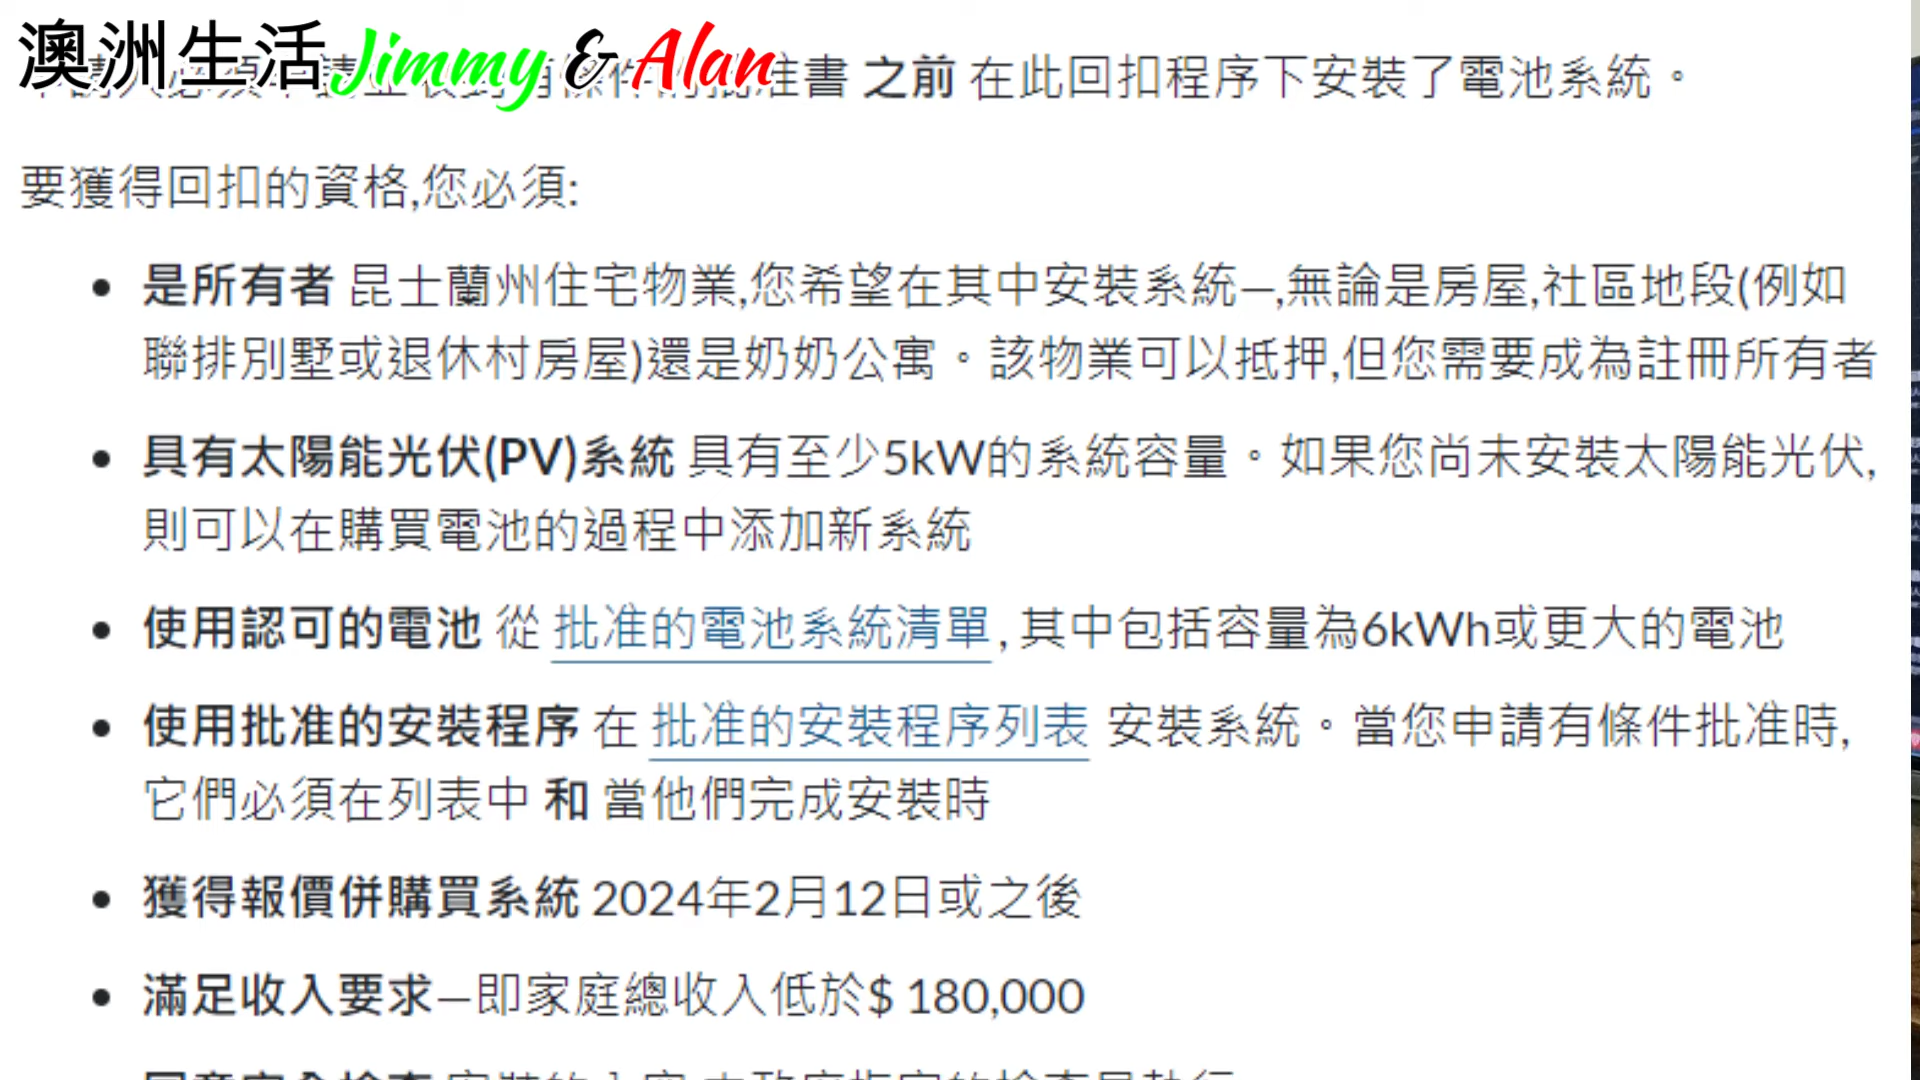 澳洲生活Jimmy & Alan
准書 之前 在此回扣程序下安裝了電池系統。
要獲得回扣的資格,您必須:
是所有者 昆士蘭州住宅物業,您希望在其中安裝系統—,無論是房屋,社區地段(例如
聯排別墅或退休村房屋)還是奶奶公寓。該物業可以抵押,但您需要成為註冊所有者
具有太陽能光伏(PV)系統 具有至少5kW的系統容量。如果您尚未安裝太陽能光伏,
則可以在購買電池的過程中添加新系統
使用認可的電池 從 批准的電池系統清單, 其中包括容量為6kWh或更大的電池
使用批准的安裝程序 在 批准的安裝程序列表 安裝系統。當您申請有條件批准時,
它們必須在列表中 和 當他們完成安裝時
獲得報價併購買系統 2024年2月12日或之後
滿足收入要求—即家庭總收入低於$ 180,000